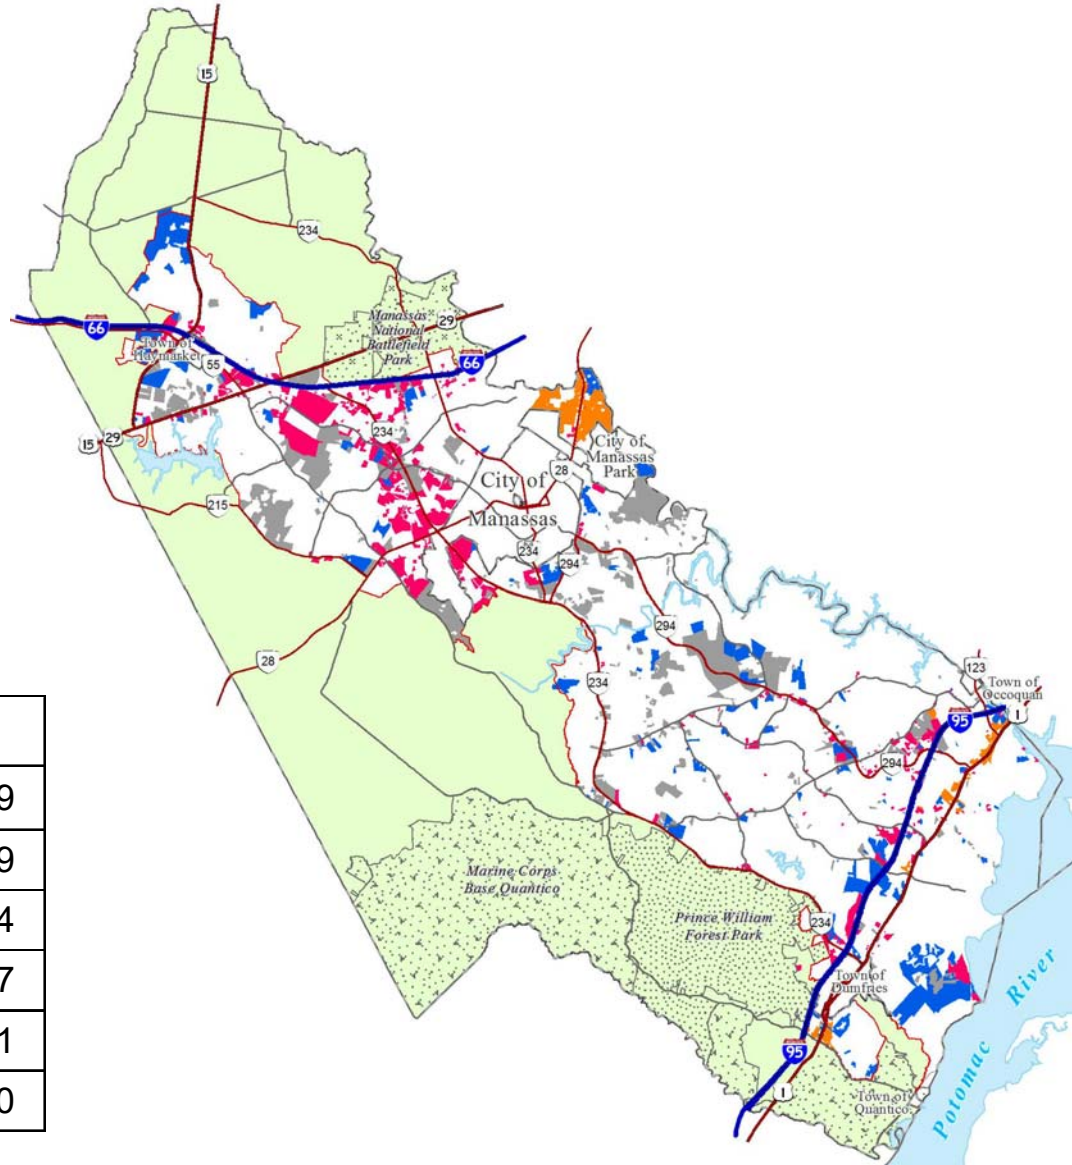 15
234
Manassas
National
Battlefield
Park
29
66
66
Town of
Haymarket
55
234
15
29
City of
Manassas
Park
28
City of
Manassas
215
234
294
294
28
234
123
Town of
Occoquan
1
95
294
9
9
4
7
1
0
Marine Corps
Base Quantico
Prince William
Forest Park
234
Town of
Dumfries
95
1
Town of
Quantico
Potomac River